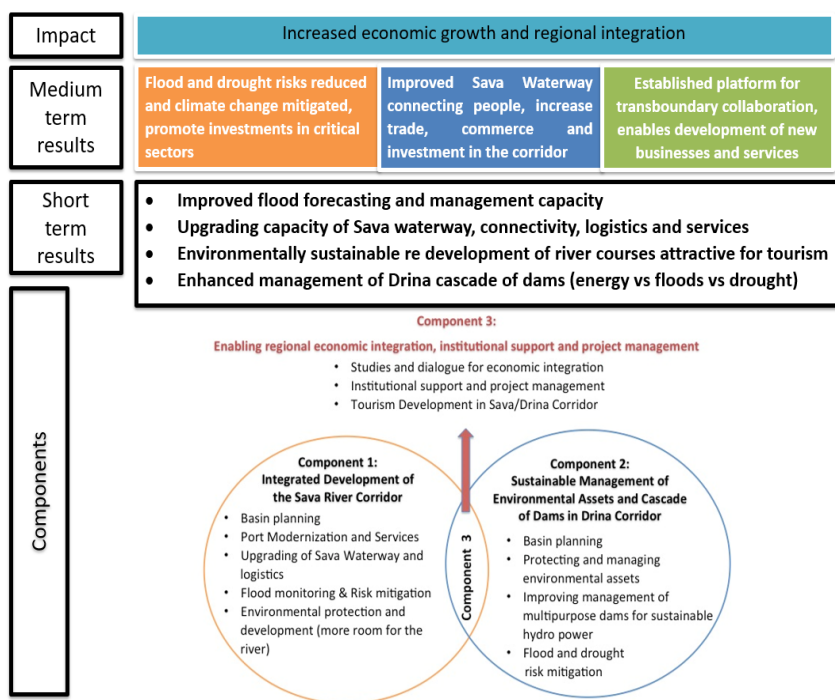 Impact
Increased economic growth and regional integration
Medium
term
results
Flood and drought risks reduced
and climate change mitigated,
promote investments in critical
sectors
Improved Sava Waterway
connecting people, increase
trade, commerce and
investment in the corridor
Established platform for
transboundary collaboration,
enables development of new
businesses and services
Short
term
results
• Improved flood forecasting and management capacity
• Upgrading capacity of Sava waterway, connectivity, logistics and services
• Environmentally sustainable re development of river courses attractive for tourism
• Enhanced management of Drina cascade of dams (energy vs floods vs drought)
Components
Component 3:
Enabling regional economic integration, institutional support and project management
• Studies and dialogue for economic integration
• Institutional support and project management
• Tourism Development in Sava/Drina Corridor
Component 1:
Integrated Development of
the Sava River Corridor
• Basin planning
• Port Modernization and Services
• Upgrading of Sava Waterway and
logistics
• Flood monitoring & Risk mitigation
• Environmental protection and
development (more room for the
river)
Component 3
Component 2:
Sustainable Management of
Environmental Assets and Cascade
of Dams in Drina Corridor
• Basin planning
• Protecting and managing
environmental assets
• Improving management of
multipurpose dams for sustainable
hydro power
• Flood and drought
risk mitigation